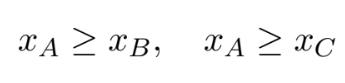 x_A ≥ x_B,  x_A ≥ x_C